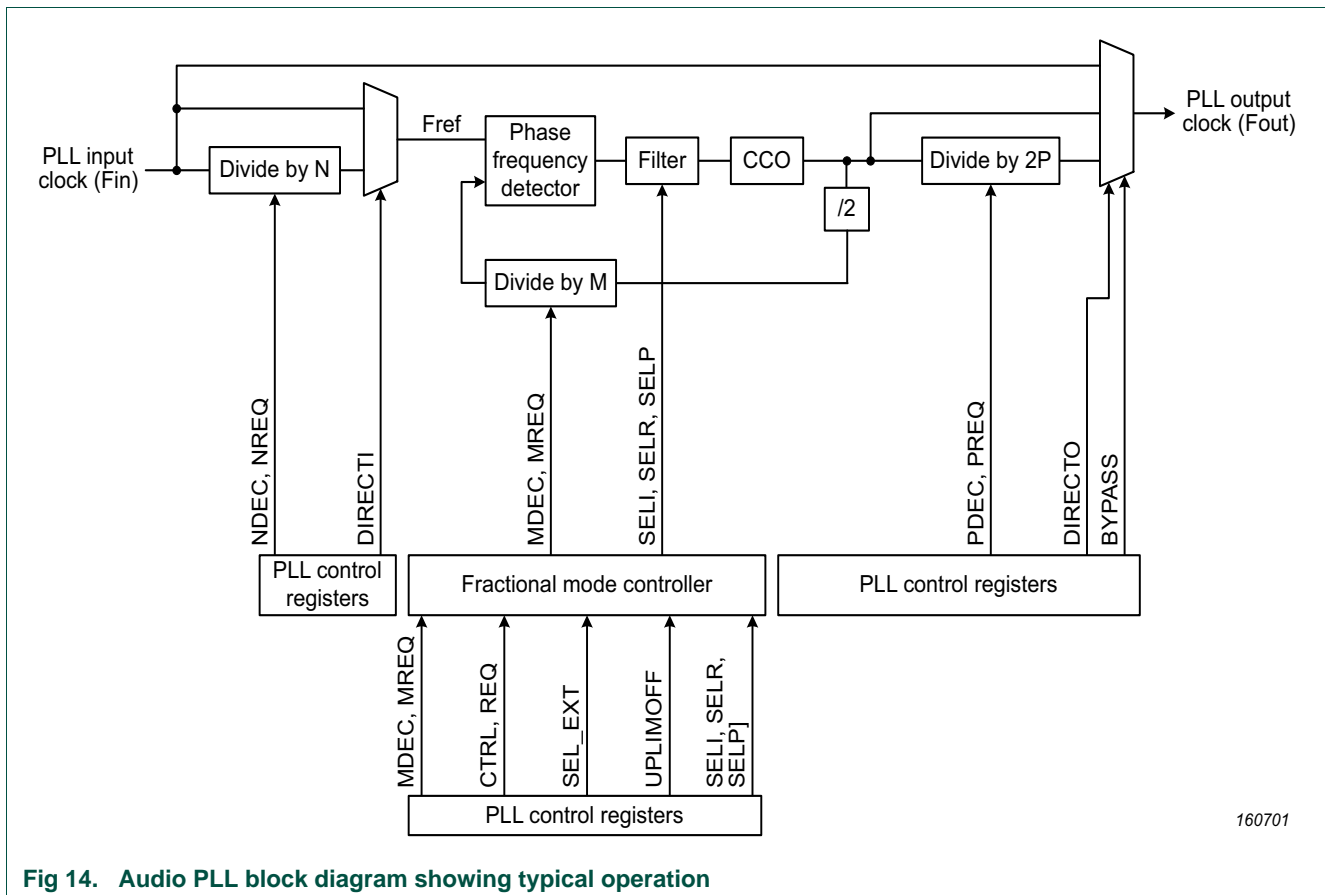 PLL input
clock (Fin)
Divide by N
Fref
Phase
frequency
detector
Filter
CCO
/2
Divide by 2P
PLL output
clock (Fout)
Divide by M
NDEC, NREQ
DIRECTI
MDEC, MREQ
SELI, SELR, SELP
PDEC, PREQ
DIRECTO
BYPASS
PLL control
registers
Fractional mode controller
PLL control registers
MDEC, MREQ
CTRL, REQ
SEL_EXT
UPLIMOFF
SELI, SELR,
SELP]
PLL control registers
160701
Fig 14. Audio PLL block diagram showing typical operation